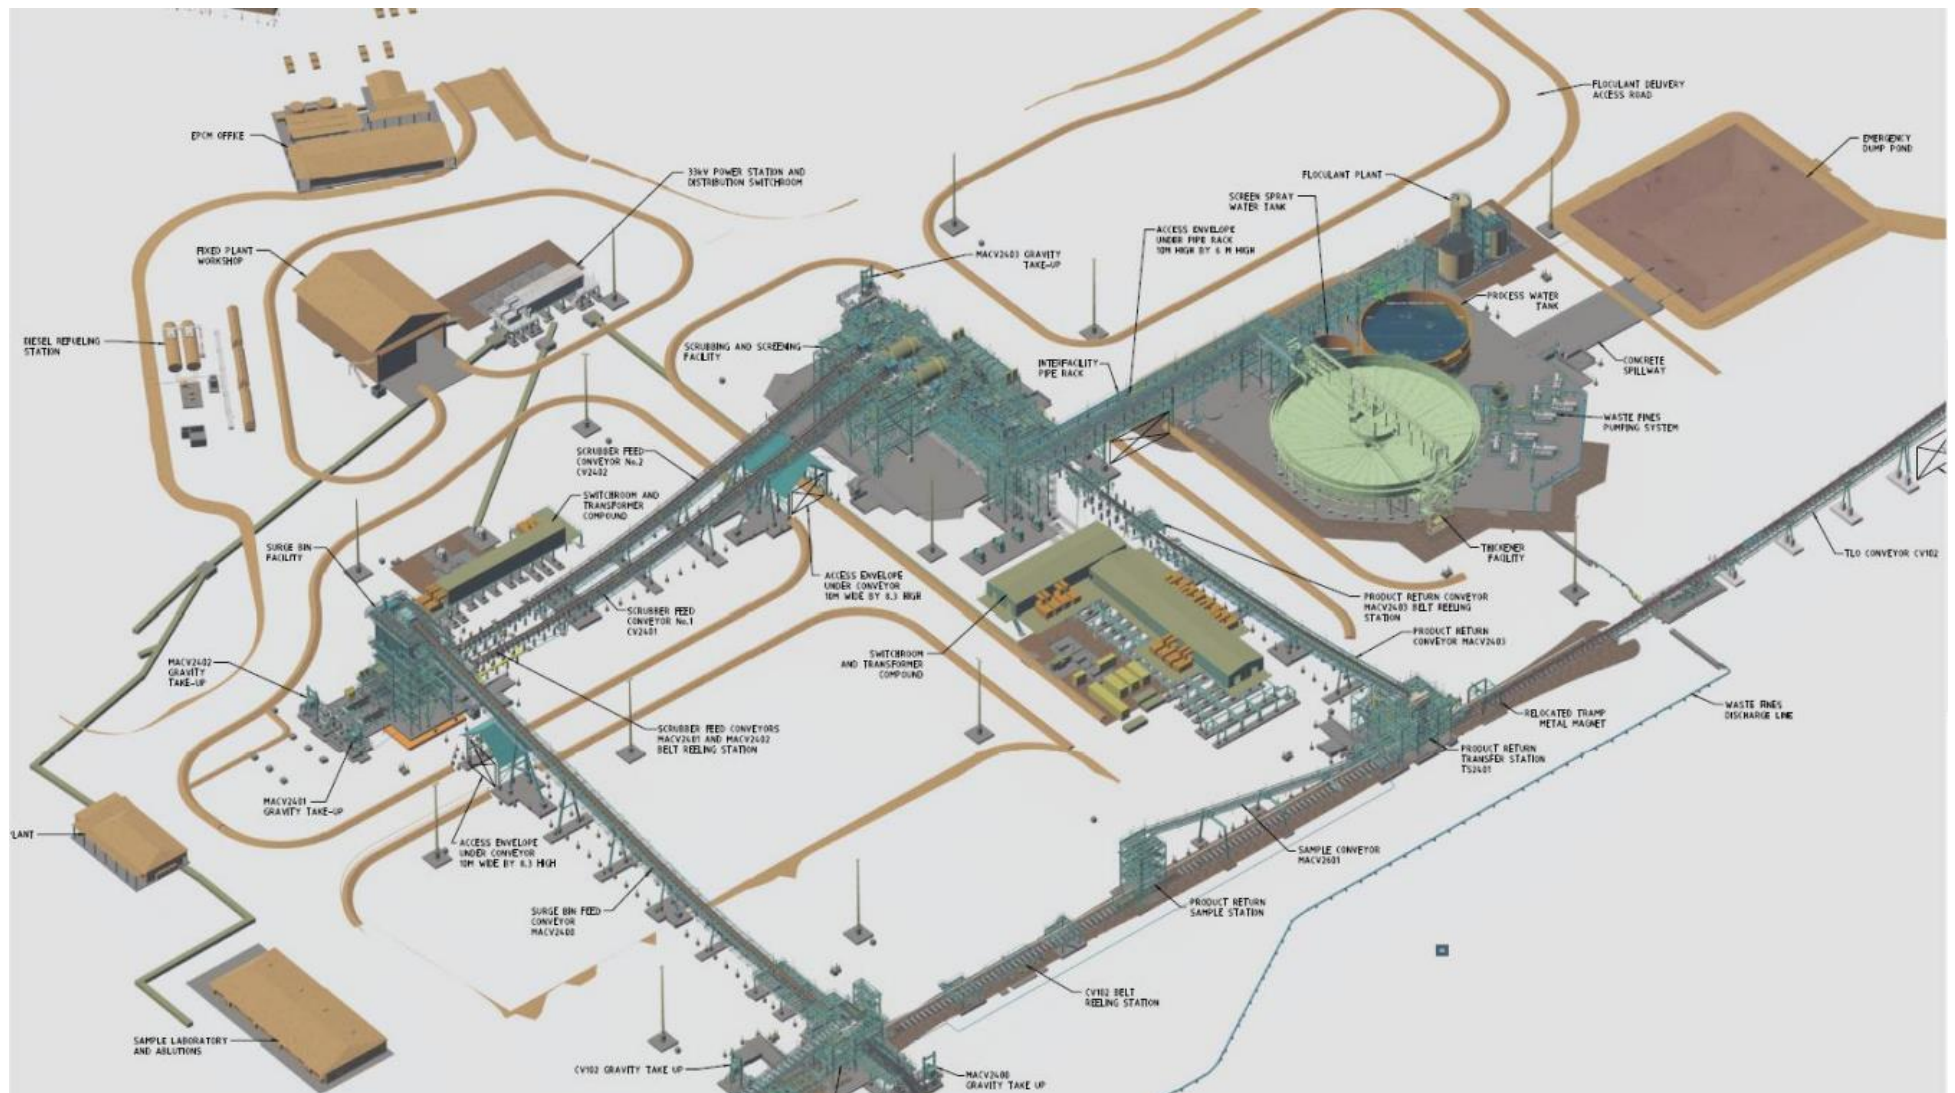 EPCM OFFICE
33kV POWER STATION AND
DISTRIBUTION SWITCHROOM
FIXED PLANT
WORKSHOP
DIESEL REFUELING
STATION
FLOCULANT DELIVERY
ACCESS ROAD
EMERGENCY
DUMP POND
FLOCULANT PLANT
SCREEN SPRAY
WATER TANK
ACCESS ENVELOPE
UNDER PIPE RACK
10M HIGH BY 6 M HIGH
MACV2403 GRAVITY
TAKE-UP
PROCESS WATER
TANK
SCRUBBING AND SCREENING
FACILITY
INTERFACILITY
PIPE RACK
CONCRETE
SPILLWAY
WASTE FINES
PUMPING SYSTEM
SCRUBBER FEED
CONVEYOR No.2
CV2402
SWITCHROOM AND
TRANSFORMER
COMPOUND
SURGE BIN
FACILITY
THICKENER
FACILITY
TLO CONVEYOR CV102
ACCESS ENVELOPE
UNDER CONVEYOR
10M WIDE BY 8.3 HIGH
SCRUBBER FEED
CONVEYOR No.1
CV2401
PRODUCT RETURN CONVEYOR
MACV2403 BELT REELING
STATION
PRODUCT RETURN
CONVEYOR MACV2403
SWITCHROOM
AND TRANSFORMER
COMPOUND
MACV2402
GRAVITY
TAKE-UP
SCRUBBER FEED CONVEYORS
MACV2401 AND MACV2402
BELT REELING STATION
RELOCATED TRAMP
METAL MAGNET
WASTE FINES
DISCHARGE LINE
PRODUCT RETURN
TRANSFER STATION
TS2401
MACV2401
GRAVITY TAKE-UP
LANT
ACCESS ENVELOPE
UNDER CONVEYOR
10M WIDE BY 8.3 HIGH
SAMPLE CONVEYOR
MACV2601
SURGE BIN FEED
CONVEYOR
MACV2400
PRODUCT RETURN
SAMPLE STATION
CV102 BELT
REELING STATION
SAMPLE LABORATORY
AND ABLUTIONS
CV102 GRAVITY TAKE UP
MACV2400
GRAVITY TAKE UP